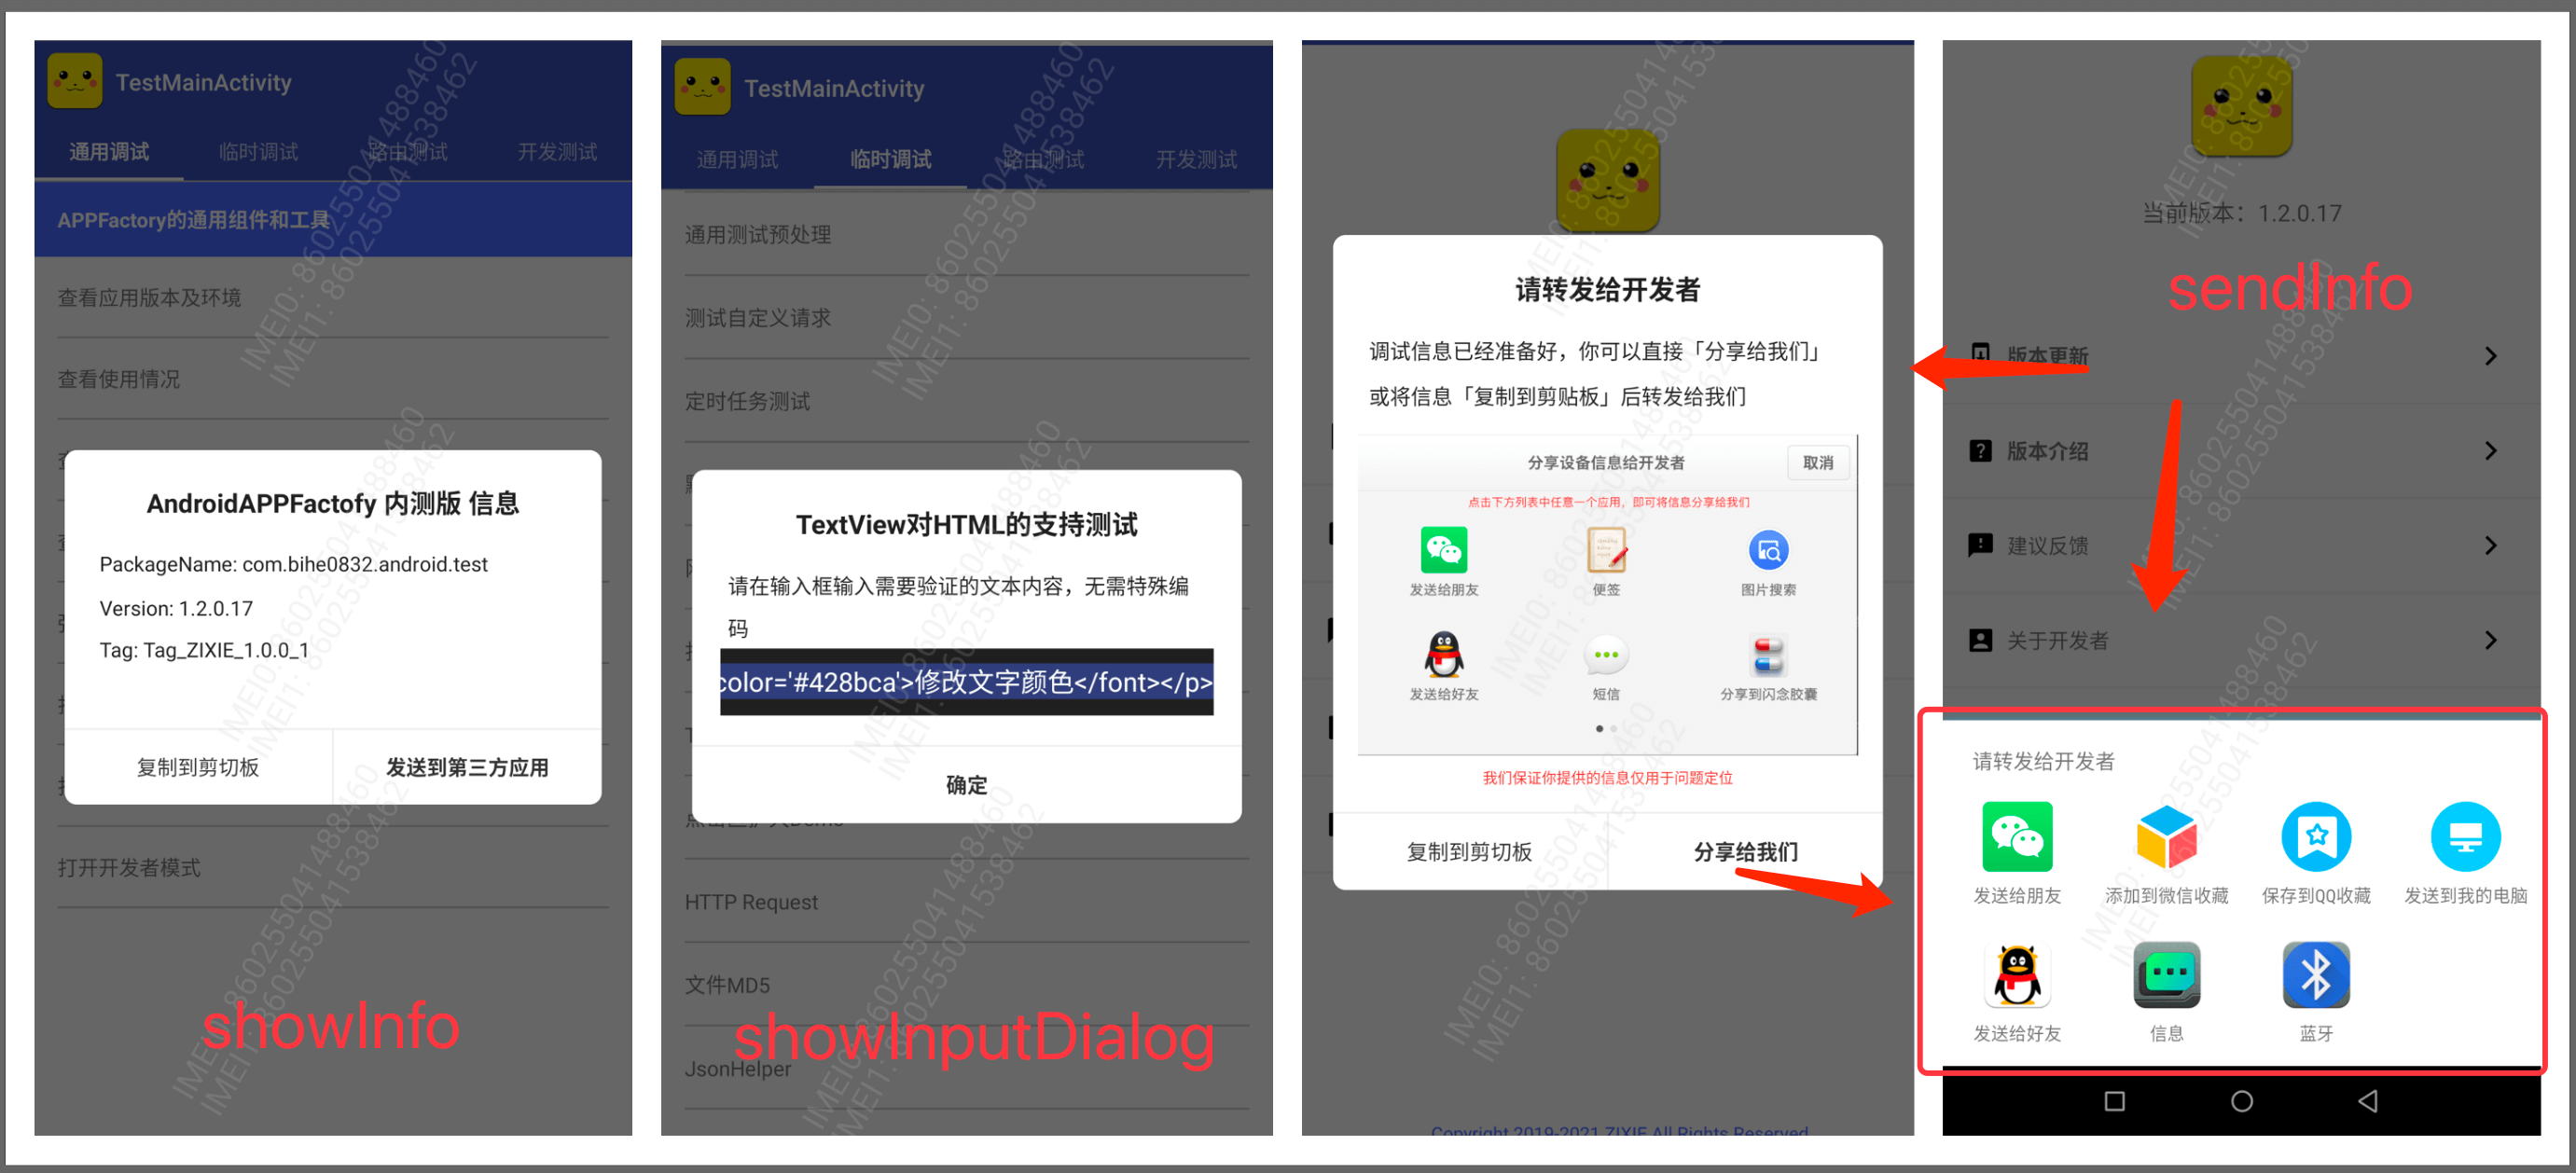 TestMainActivity
通用调试
临时调试
路由测试
开发测试
APPFactory的通用组件和工具
查看应用版本及环境
查看使用情况
AndroidAPPFactofy 内测版 信息
PackageName: com.bihe0832.android.test
Version: 1.2.0.17
Tag: Tag_ZIXIE_1.0.0_1
复制到剪切板
发送到第三方应用
打开开发者模式
showInfo
TestMainActivity
通用调试
临时调试
路由测试
开发测试
通用测试预处理
测试自定义请求
定时任务测试
TextView对HTML的支持测试
请在输入框输入需要验证的文本内容，无需特殊编
码
color='#428bca'>修改文字颜色</font></p>
确定
HTTP Request
文件MD5
showInputDialog
JsonHelper
请转发给开发者
调试信息已经准备好，你可以直接「分享给我们」
或将信息「复制到剪贴板」后转发给我们
分享设备信息给开发者
取消
点击下方列表中任意一个应用，即可将信息分享给我们
发送给朋友
便签
图片搜索
发送给好友
短信
分享到闪念胶囊
我们保证你提供的信息仅用于问题定位
复制到剪切板
分享给我们
Copyright 2019-2021 ZIXIE All Rights Reserved
当前版本：1.2.0.17
sendInfo
版本更新
版本介绍
建议反馈
关于开发者
请转发给开发者
发送给朋友
添加到微信收藏
保存到QQ收藏
发送到我的电脑
发送给好友
信息
蓝牙
IMEI0: 860255041488460
IMEI1: 860255041538462